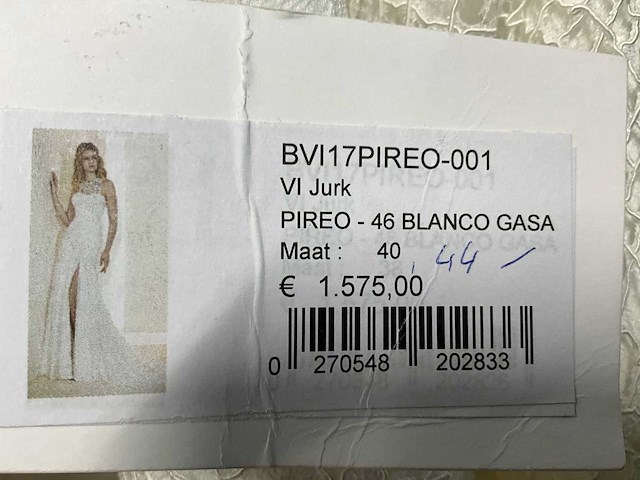 BVI17PIREO-001
VI Jurk
PIREO - 46 BLANCO GASA
Maat : 40 44
€ 1.575,00
0 270548 202833